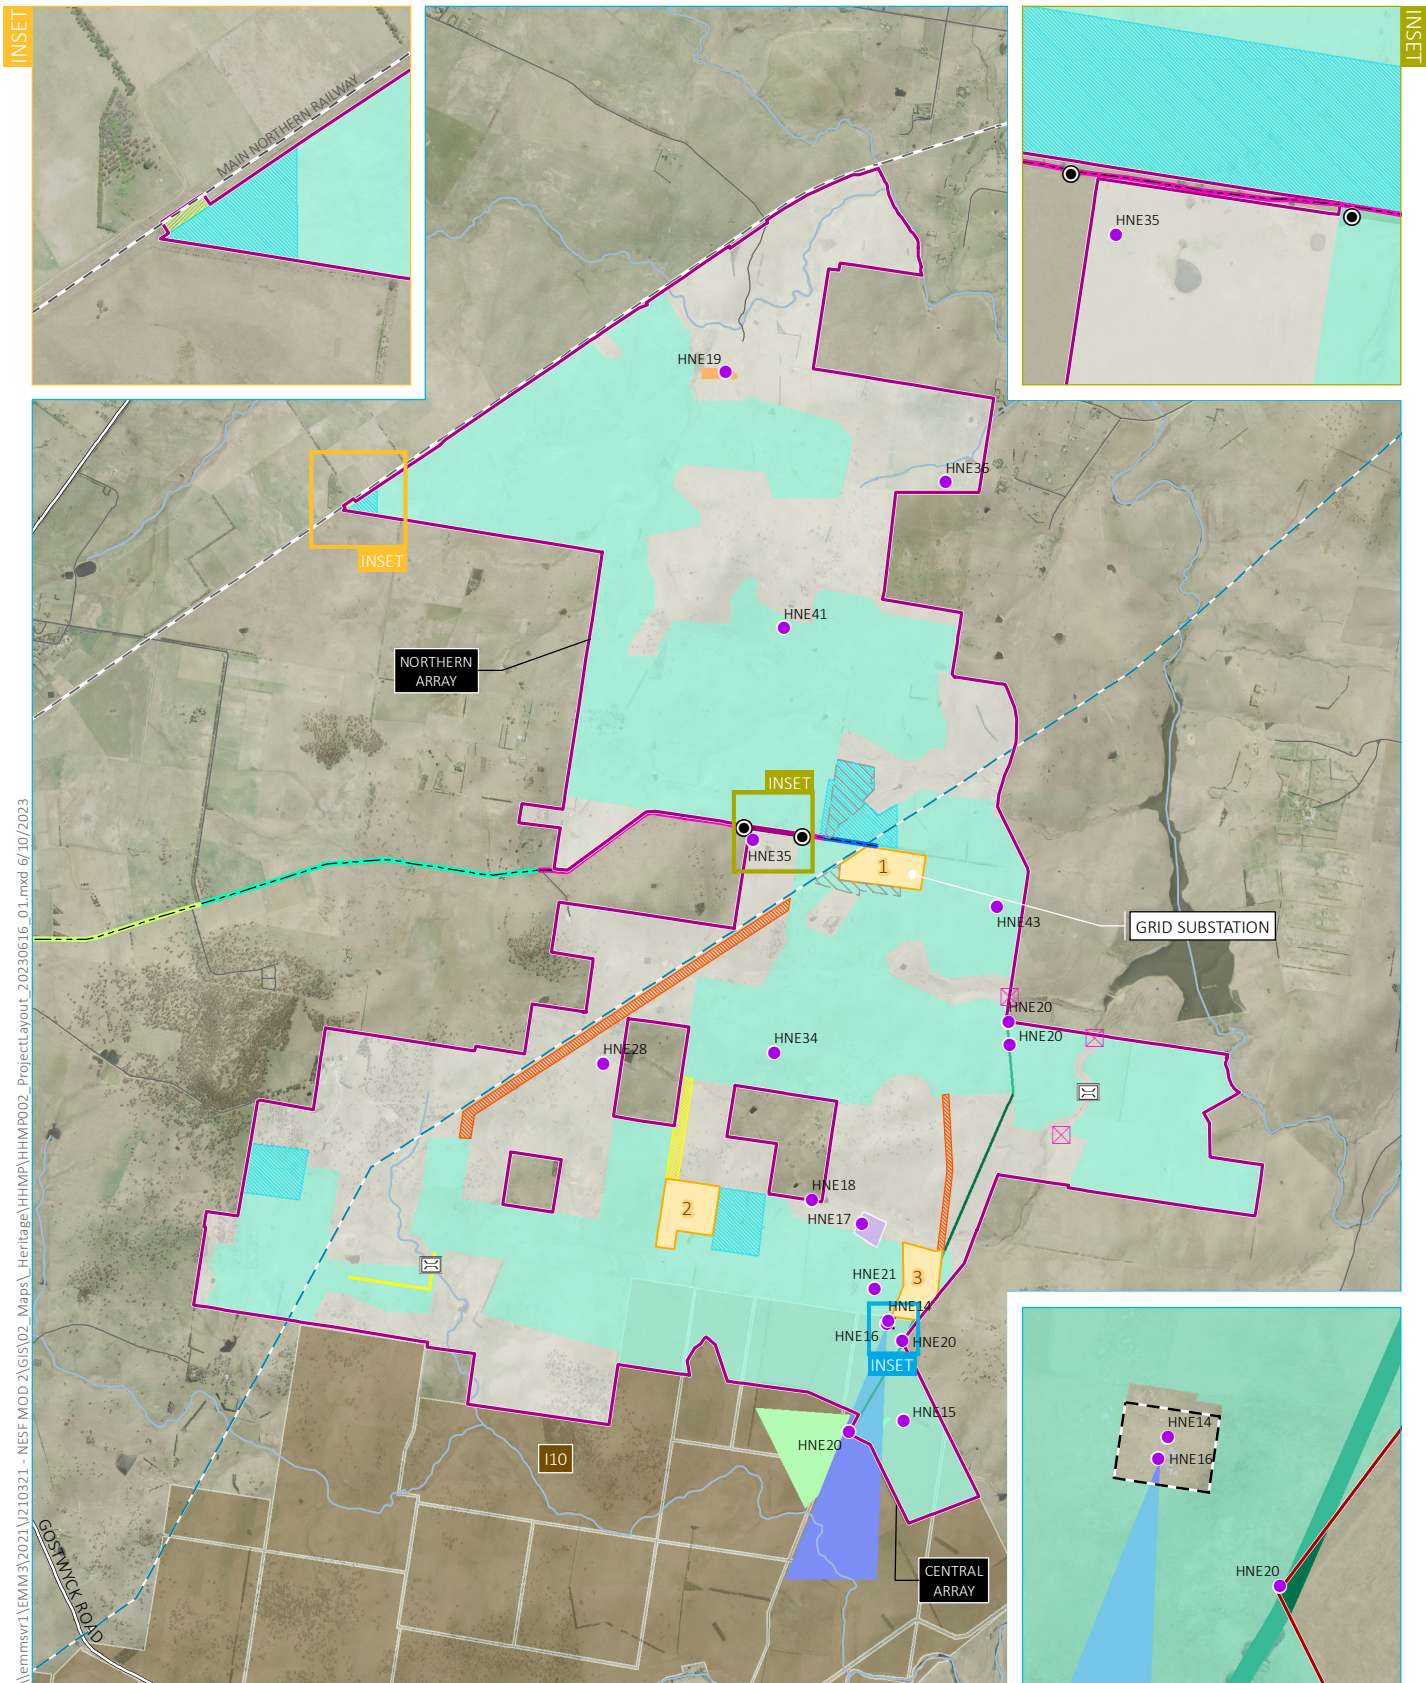 INSET
MAIN NORTHERN RAILWAY
INSET
HNE35
HNE19
HNE36
INSET
HNE41
NORTHERN
ARRAY
INSET
HNE35
1
HNE43
GRID SUBSTATION
HNE20
HNE20
HNE34
HNE28
HNE18
2
HNE17
HNE21
3
HNE14
HNE16
HNE20
INSET
HNE15
HNE20
I10
CENTRAL
ARRAY
GOSTWYCK ROAD
HNE14
HNE16
HNE20
\\emmsvr1\EMM3\2021\J210321 - NESF MOD 2\GIS\02_Maps\_Heritage\HHMP\HHMP002_ProjectLayout_20230616_01.mxd 6/10/2023